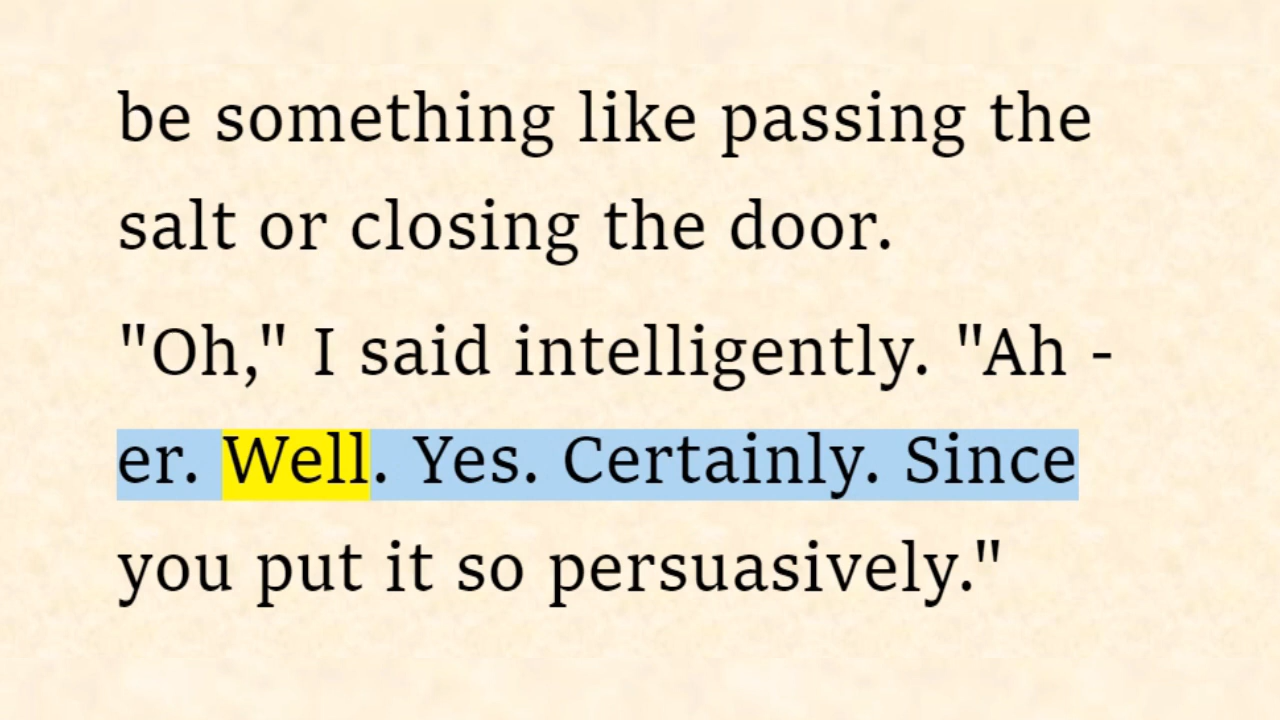 be something like passing the
salt or closing the door.
"Oh," I said intelligently. "Ah -
er. Well. Yes. Certainly. Since
you put it so persuasively."